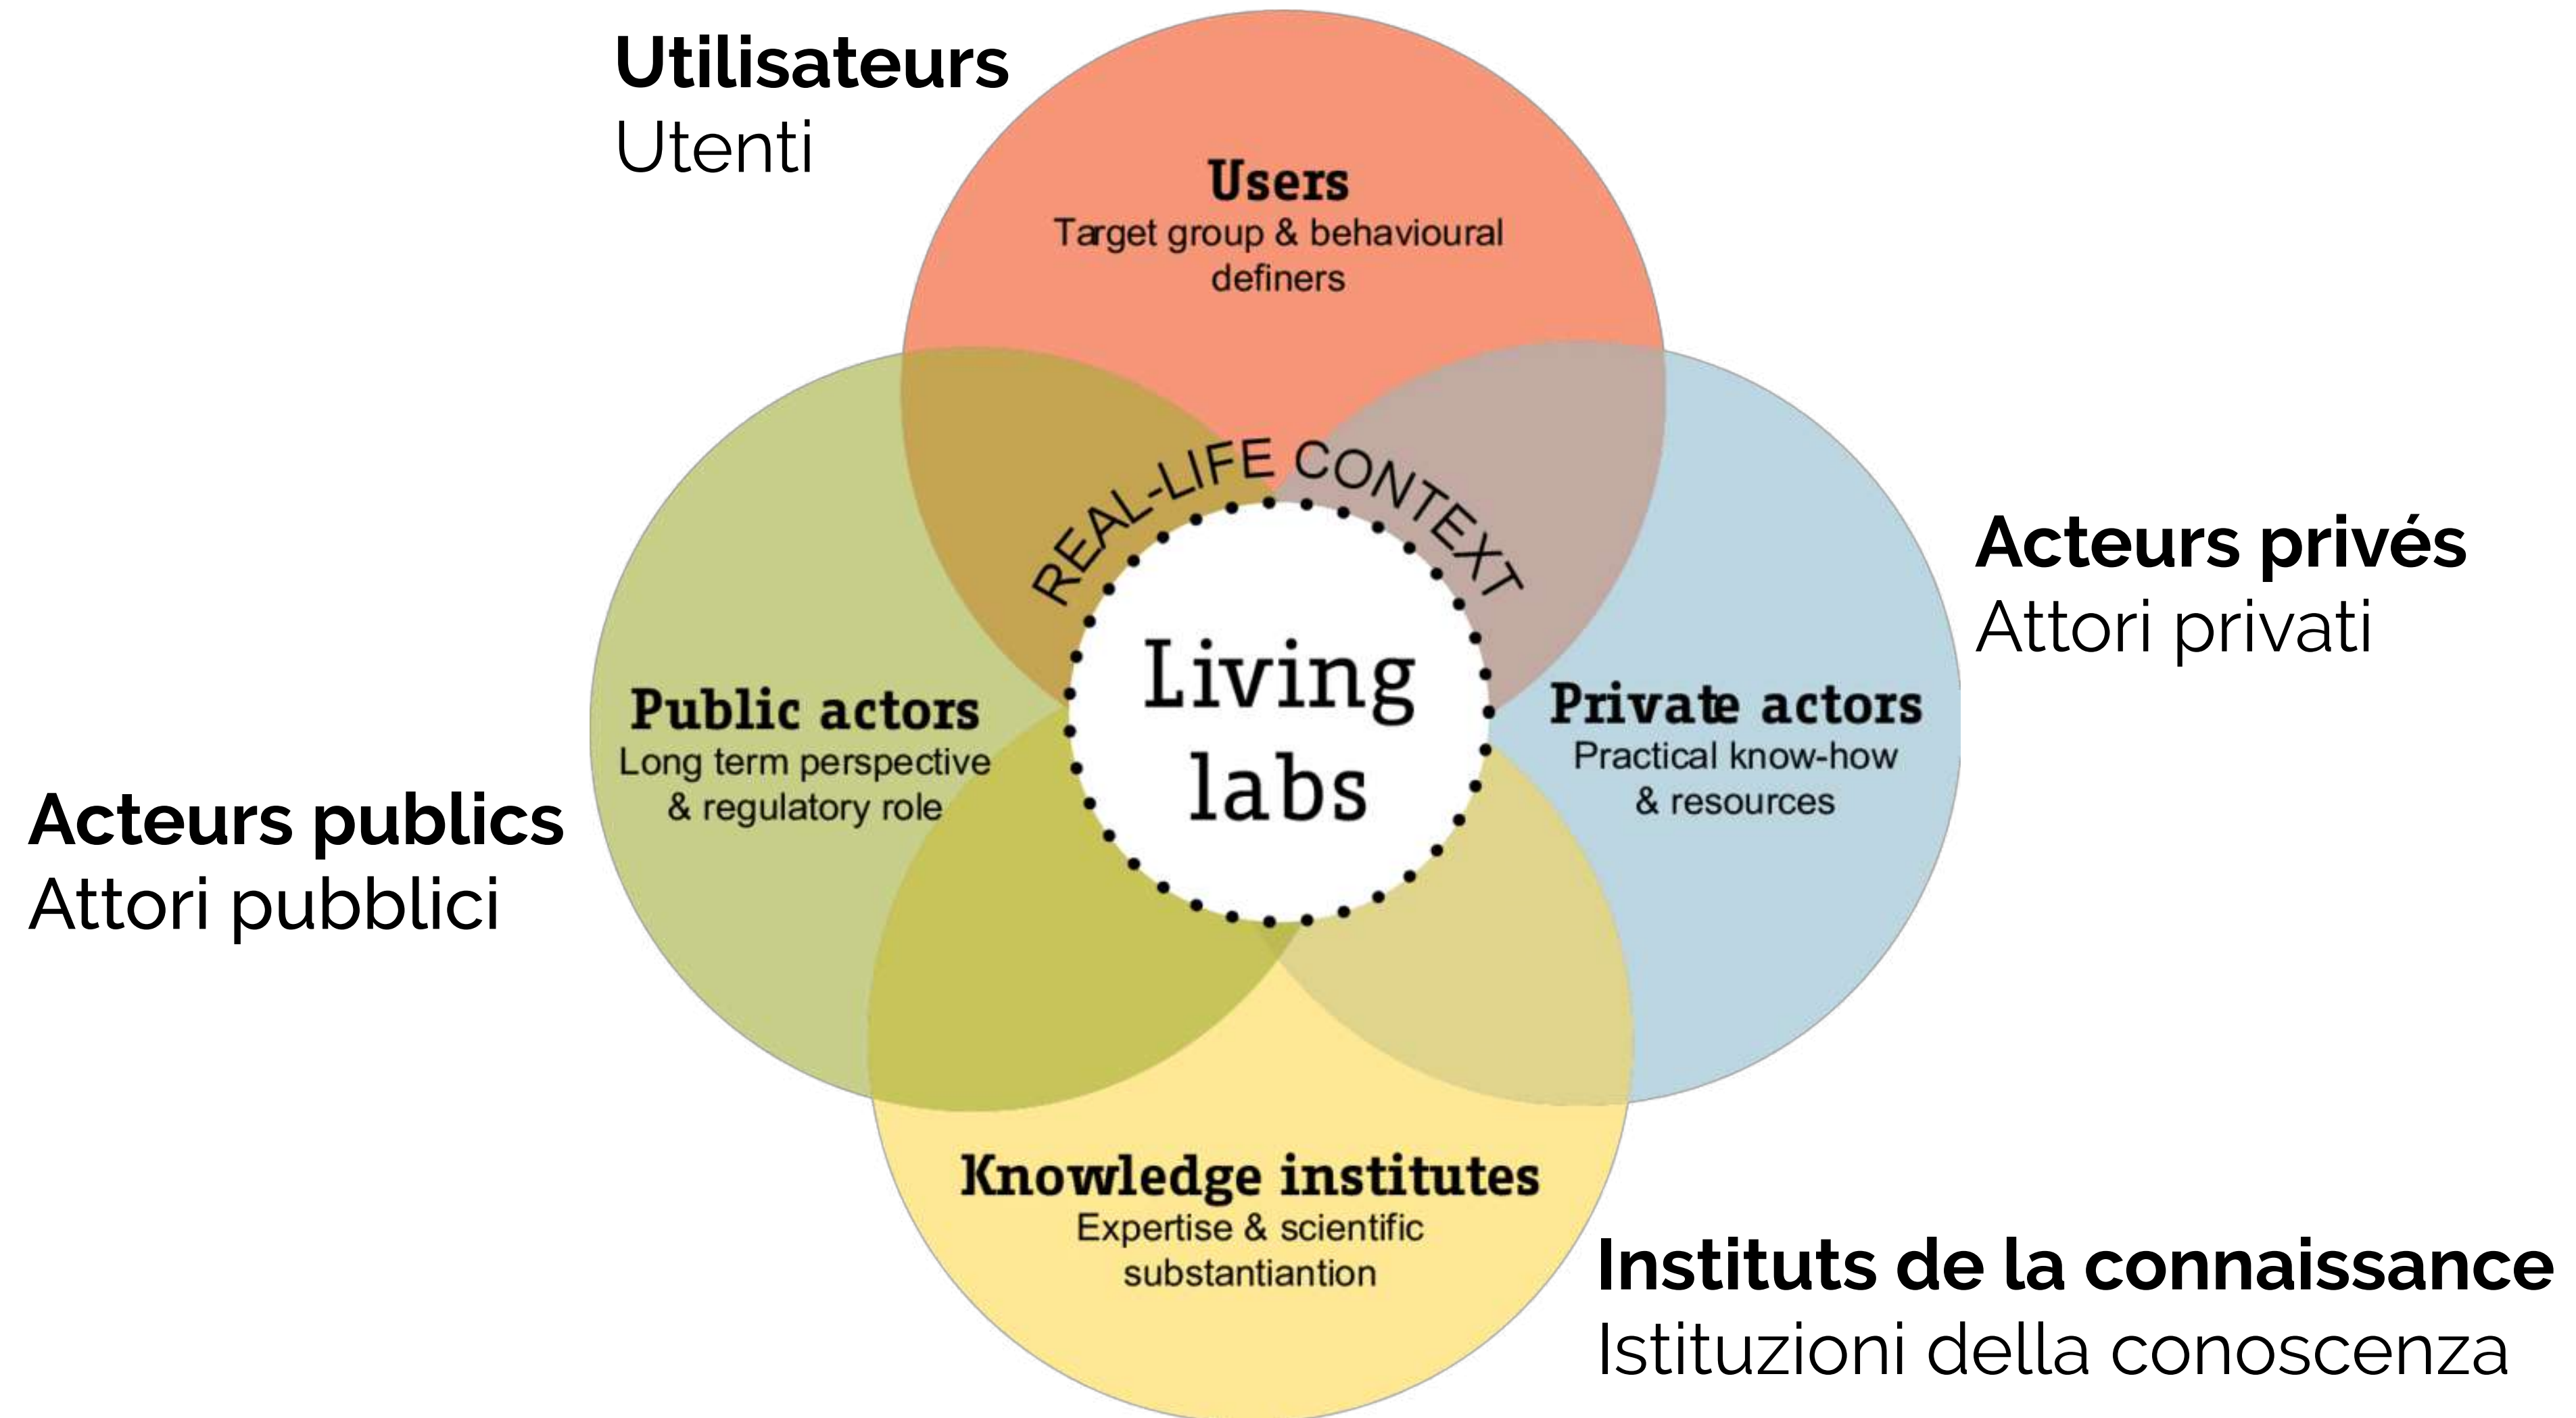 Utilisateurs
Utenti
Users
Target group & behavioural
definers
REAL-LIFE CONTEXT
Living
labs
Acteurs privés
Attori privati
Private actors
Practical know-how
& resources
Public actors
Long term perspective
& regulatory role
Acteurs publics
Attori pubblici
Knowledge institutes
Expertise & scientific
substantiantion
Instituts de la connaissance
Istituzioni della conoscenza